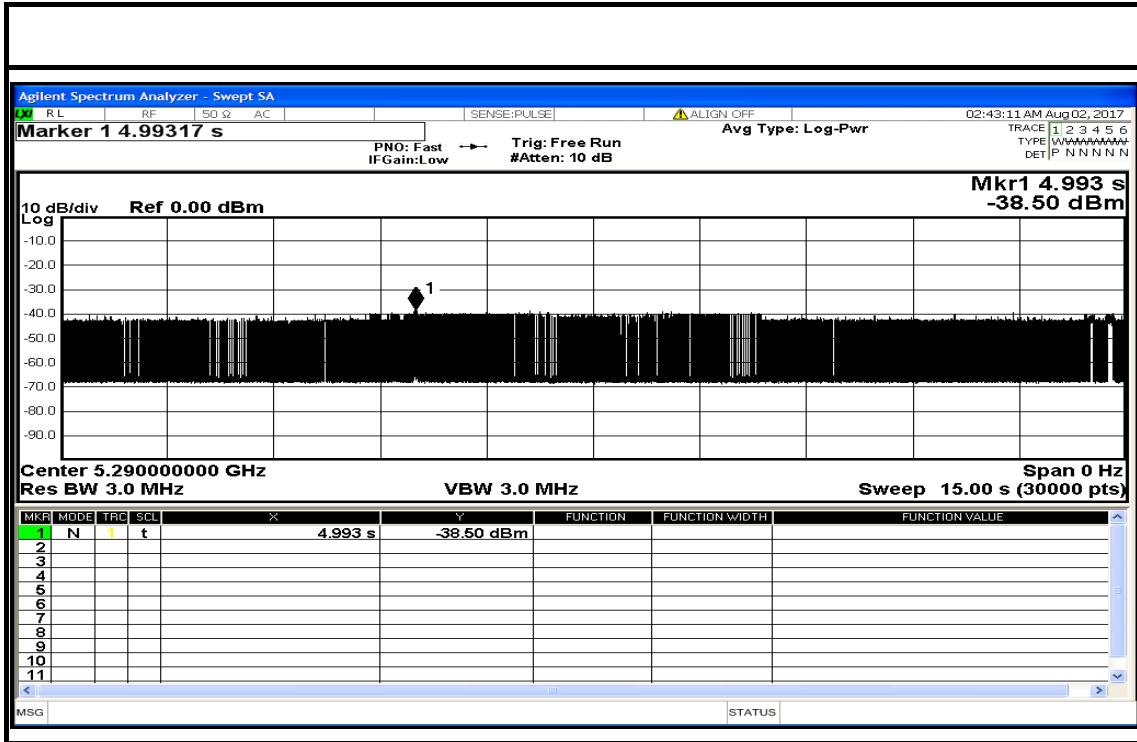 Agilent Spectrum Analyzer - Swept SA
LXI RL RF 50 Ω AC SENSE:PULSE ALIGN OFF 02:43:11 AM Aug 02, 2017
Marker 1 4.99317 s
PNO: Fast
IFGain:Low
Trig: Free Run
#Atten: 10 dB
Avg Type: Log-Pwr
TRACE 1 2 3 4 5 6
TYPE
DET P N N N N N
Mkr1 4.993 s
-38.50 dBm
10 dB/div Ref 0.00 dBm
Log
-10.0
-20.0
-30.0
1
-40.0
-50.0
-60.0
-70.0
-80.0
-90.0
Center 5.290000000 GHz Span 0 Hz
Res BW 3.0 MHz VBW 3.0 MHz Sweep 15.00 s (30000 pts)
MKR MODE TRC SCL X Y FUNCTION FUNCTION WIDTH FUNCTION VALUE
1 N 1 t 4.993 s -38.50 dBm
2
3
4
5
6
7
8
9
10
11
MSG STATUS